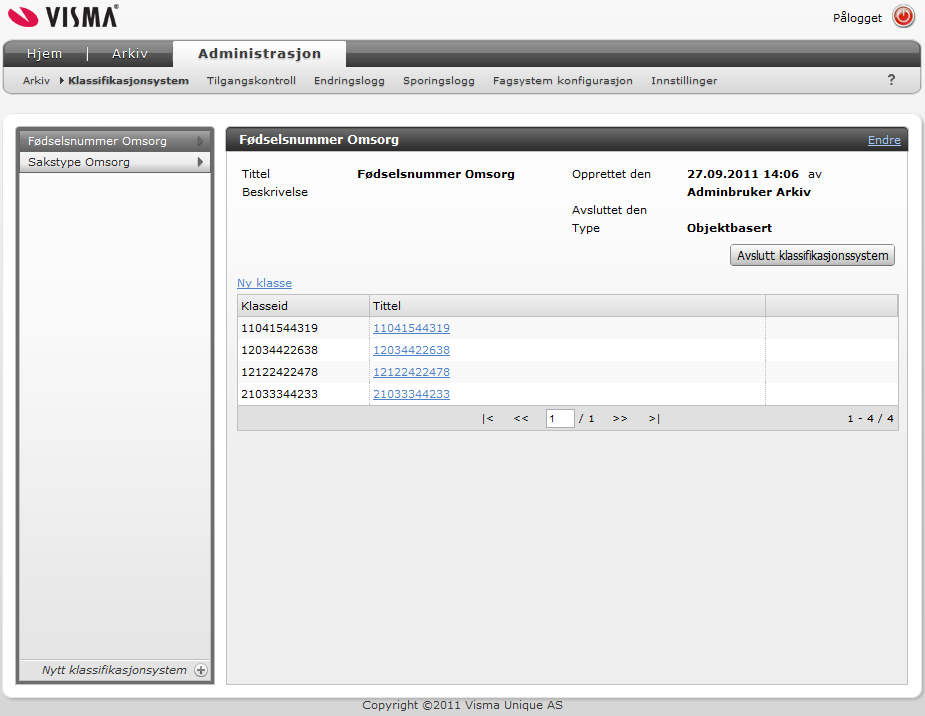 VISMA®
Pålogget
Hjem | Arkiv Administrasjon
Arkiv Klassifikasjonsystem Tilgangskontroll Endringslogg Sporingslogg Fagsystem konfigurasjon Innstillinger ?
Fødselsnummer Omsorg
Sakstype Omsorg
Nytt klassifikasjonsystem
Fødselsnummer Omsorg Endre
Tittel Fødselsnummer Omsorg Opprettet den 27.09.2011 14:06 av
Beskrivelse Adminbruker Arkiv
Avsluttet den
Type Objektbasert
Avslutt klassifikasjonssystem
Ny klasse
Klasseid Tittel
11041544319 11041544319
12034422638 12034422638
12122422478 12122422478
21033344233 21033344233
|< << 1 / 1 >> >| 1 - 4 / 4
Copyright ©2011 Visma Unique AS